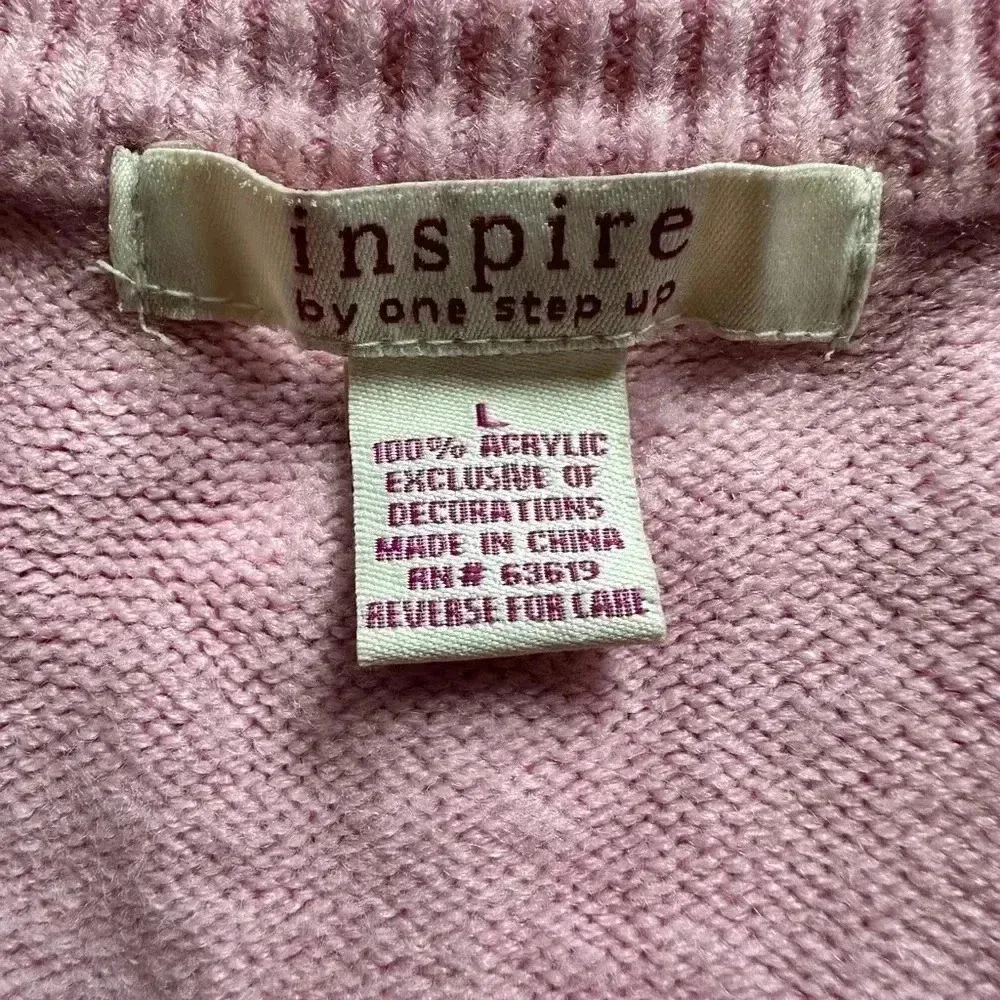 inspire
by one step up
L
100% ACRYLIC
EXCLUSIVE OF
DECORATIONS
MADE IN CHINA
RN# 63619
REVERSE FOR CARE